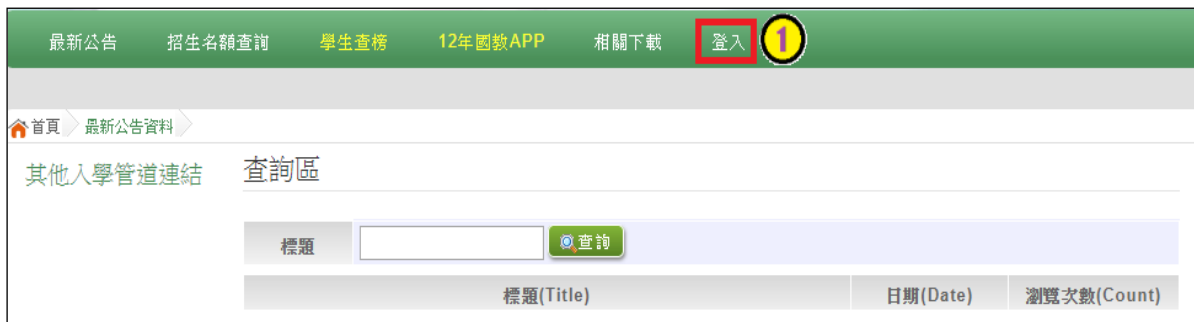 最新公告 招生名額查詢 學生查榜 12年國教APP 相關下載 登入 1
首頁 最新公告資料
其他入學管道連結 查詢區
標題 查詢
標題(Title) 日期(Date) 瀏覽次數(Count)